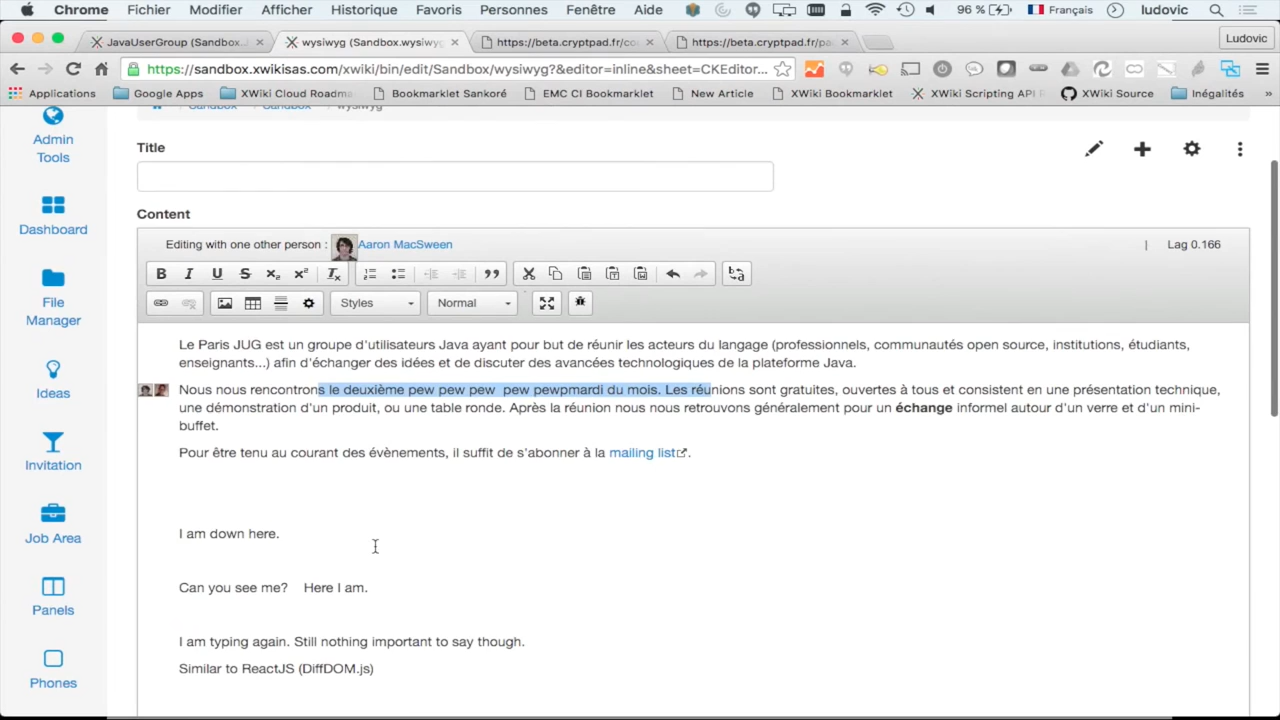 Chrome Fichier Modifier Afficher Historique Favoris Personnes Fenêtre Aide 96 % Français ludovic
JavaUserGroup (Sandbox. wysiwyg (Sandbox.wysiwyg https://beta.cryptpad.fr/co https://beta.cryptpad.fr/pa Ludovic
https://sandbox.xwikisas.com/xwiki/bin/edit/Sandbox/wysiwyg?&editor=inline&sheet=CKEditor...
Applications Google Apps XWiki Cloud Roadma Bookmarklet Sankoré EMC CI Bookmarklet New Article XWiki Bookmarklet XWiki Scripting API XWiki Source Inégalités »
Admin
Tools
Dashboard
File
Manager
Ideas
Invitation
Job Area
Panels
Phones
Sandbox Sandbox wysiwyg
Title
Content
Editing with one other person : Aaron MacSween | Lag 0.166
B I U S x₂ x² Tx
Styles Normal
Le Paris JUG est un groupe d'utilisateurs Java ayant pour but de réunir les acteurs du langage (professionnels, communautés open source, institutions, étudiants,
enseignants...) afin d'échanger des idées et de discuter des avancées technologiques de la plateforme Java.
Nous nous rencontrons le deuxième pew pew pew pew pewpmardi du mois. Les réunions sont gratuites, ouvertes à tous et consistent en une présentation technique,
une démonstration d'un produit, ou une table ronde. Après la réunion nous nous retrouvons généralement pour un échange informel autour d'un verre et d'un mini-
buffet.
Pour être tenu au courant des évènements, il suffit de s'abonner à la mailing list.
I am down here.
Can you see me? Here I am.
I am typing again. Still nothing important to say though.
Similar to ReactJS (DiffDOM.js)